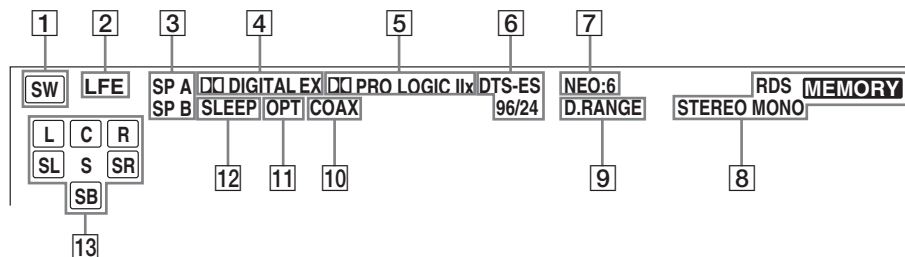 1 2 3 4 5 6 7
SW LFE SP A DIGITAL EX PRO LOGIC IIx DTS-ES NEO:6 RDS MEMORY
SP B SLEEP OPT COAX 96/24 D.RANGE STEREO MONO
L C R
SL S SR
SB
12 11 10 9 8
13